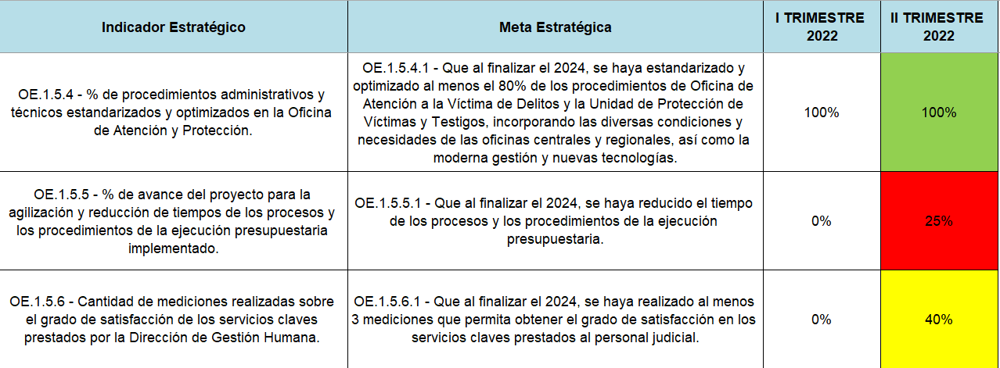 Indicador Estratégico
Meta Estratégica
I TRIMESTRE
2022
II TRIMESTRE
2022
OE.1.5.4 - % de procedimientos administrativos y
técnicos estandarizados y optimizados en la Oficina
de Atención y Protección.
OE.1.5.4.1 - Que al finalizar el 2024, se haya estandarizado y
optimizado al menos el 80% de los procedimientos de Oficina de
Atención a la Víctima de Delitos y la Unidad de Protección de
Víctimas y Testigos, incorporando las diversas condiciones y
necesidades de las oficinas centrales y regionales, así como la
moderna gestión y nuevas tecnologías.
100%
100%
OE.1.5.5 - % de avance del proyecto para la
agilización y reducción de tiempos de los procesos y
los procedimientos de la ejecución presupuestaria
implementado.
OE.1.5.5.1 - Que al finalizar el 2024, se haya reducido el tiempo
de los procesos y los procedimientos de la ejecución
presupuestaria.
0%
25%
OE.1.5.6 - Cantidad de mediciones realizadas sobre
el grado de satisfacción de los servicios claves
prestados por la Dirección de Gestión Humana.
OE.1.5.6.1 - Que al finalizar el 2024, se haya realizado al menos
3 mediciones que permita obtener el grado de satisfacción en los
servicios claves prestados al personal judicial.
0%
40%